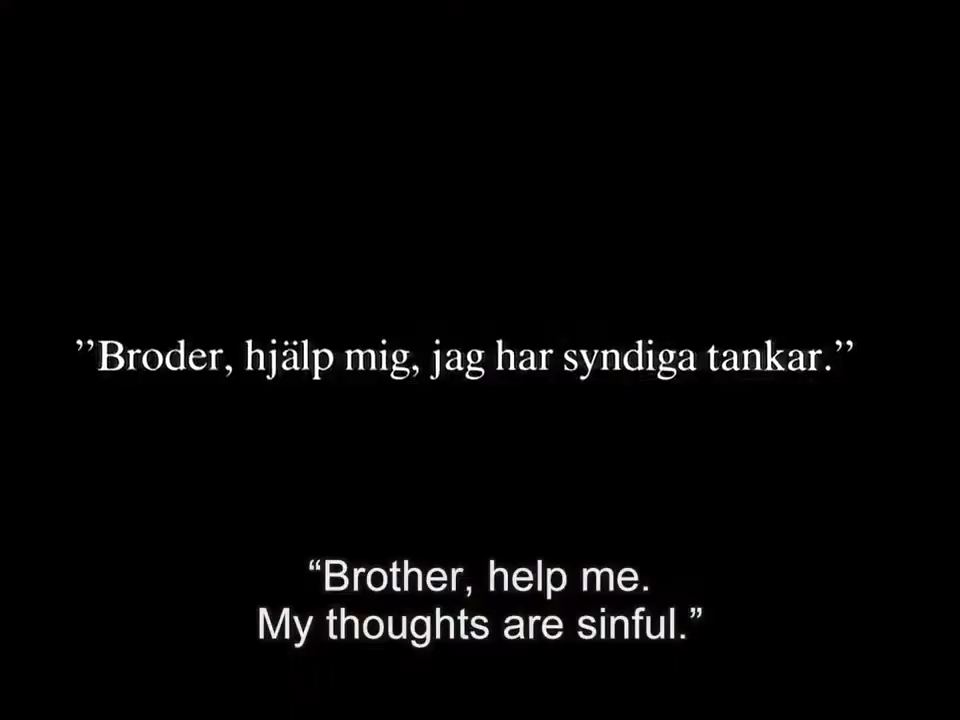 ”Broder, hjälp mig, jag har syndiga tankar.”
“Brother, help me.
My thoughts are sinful.”